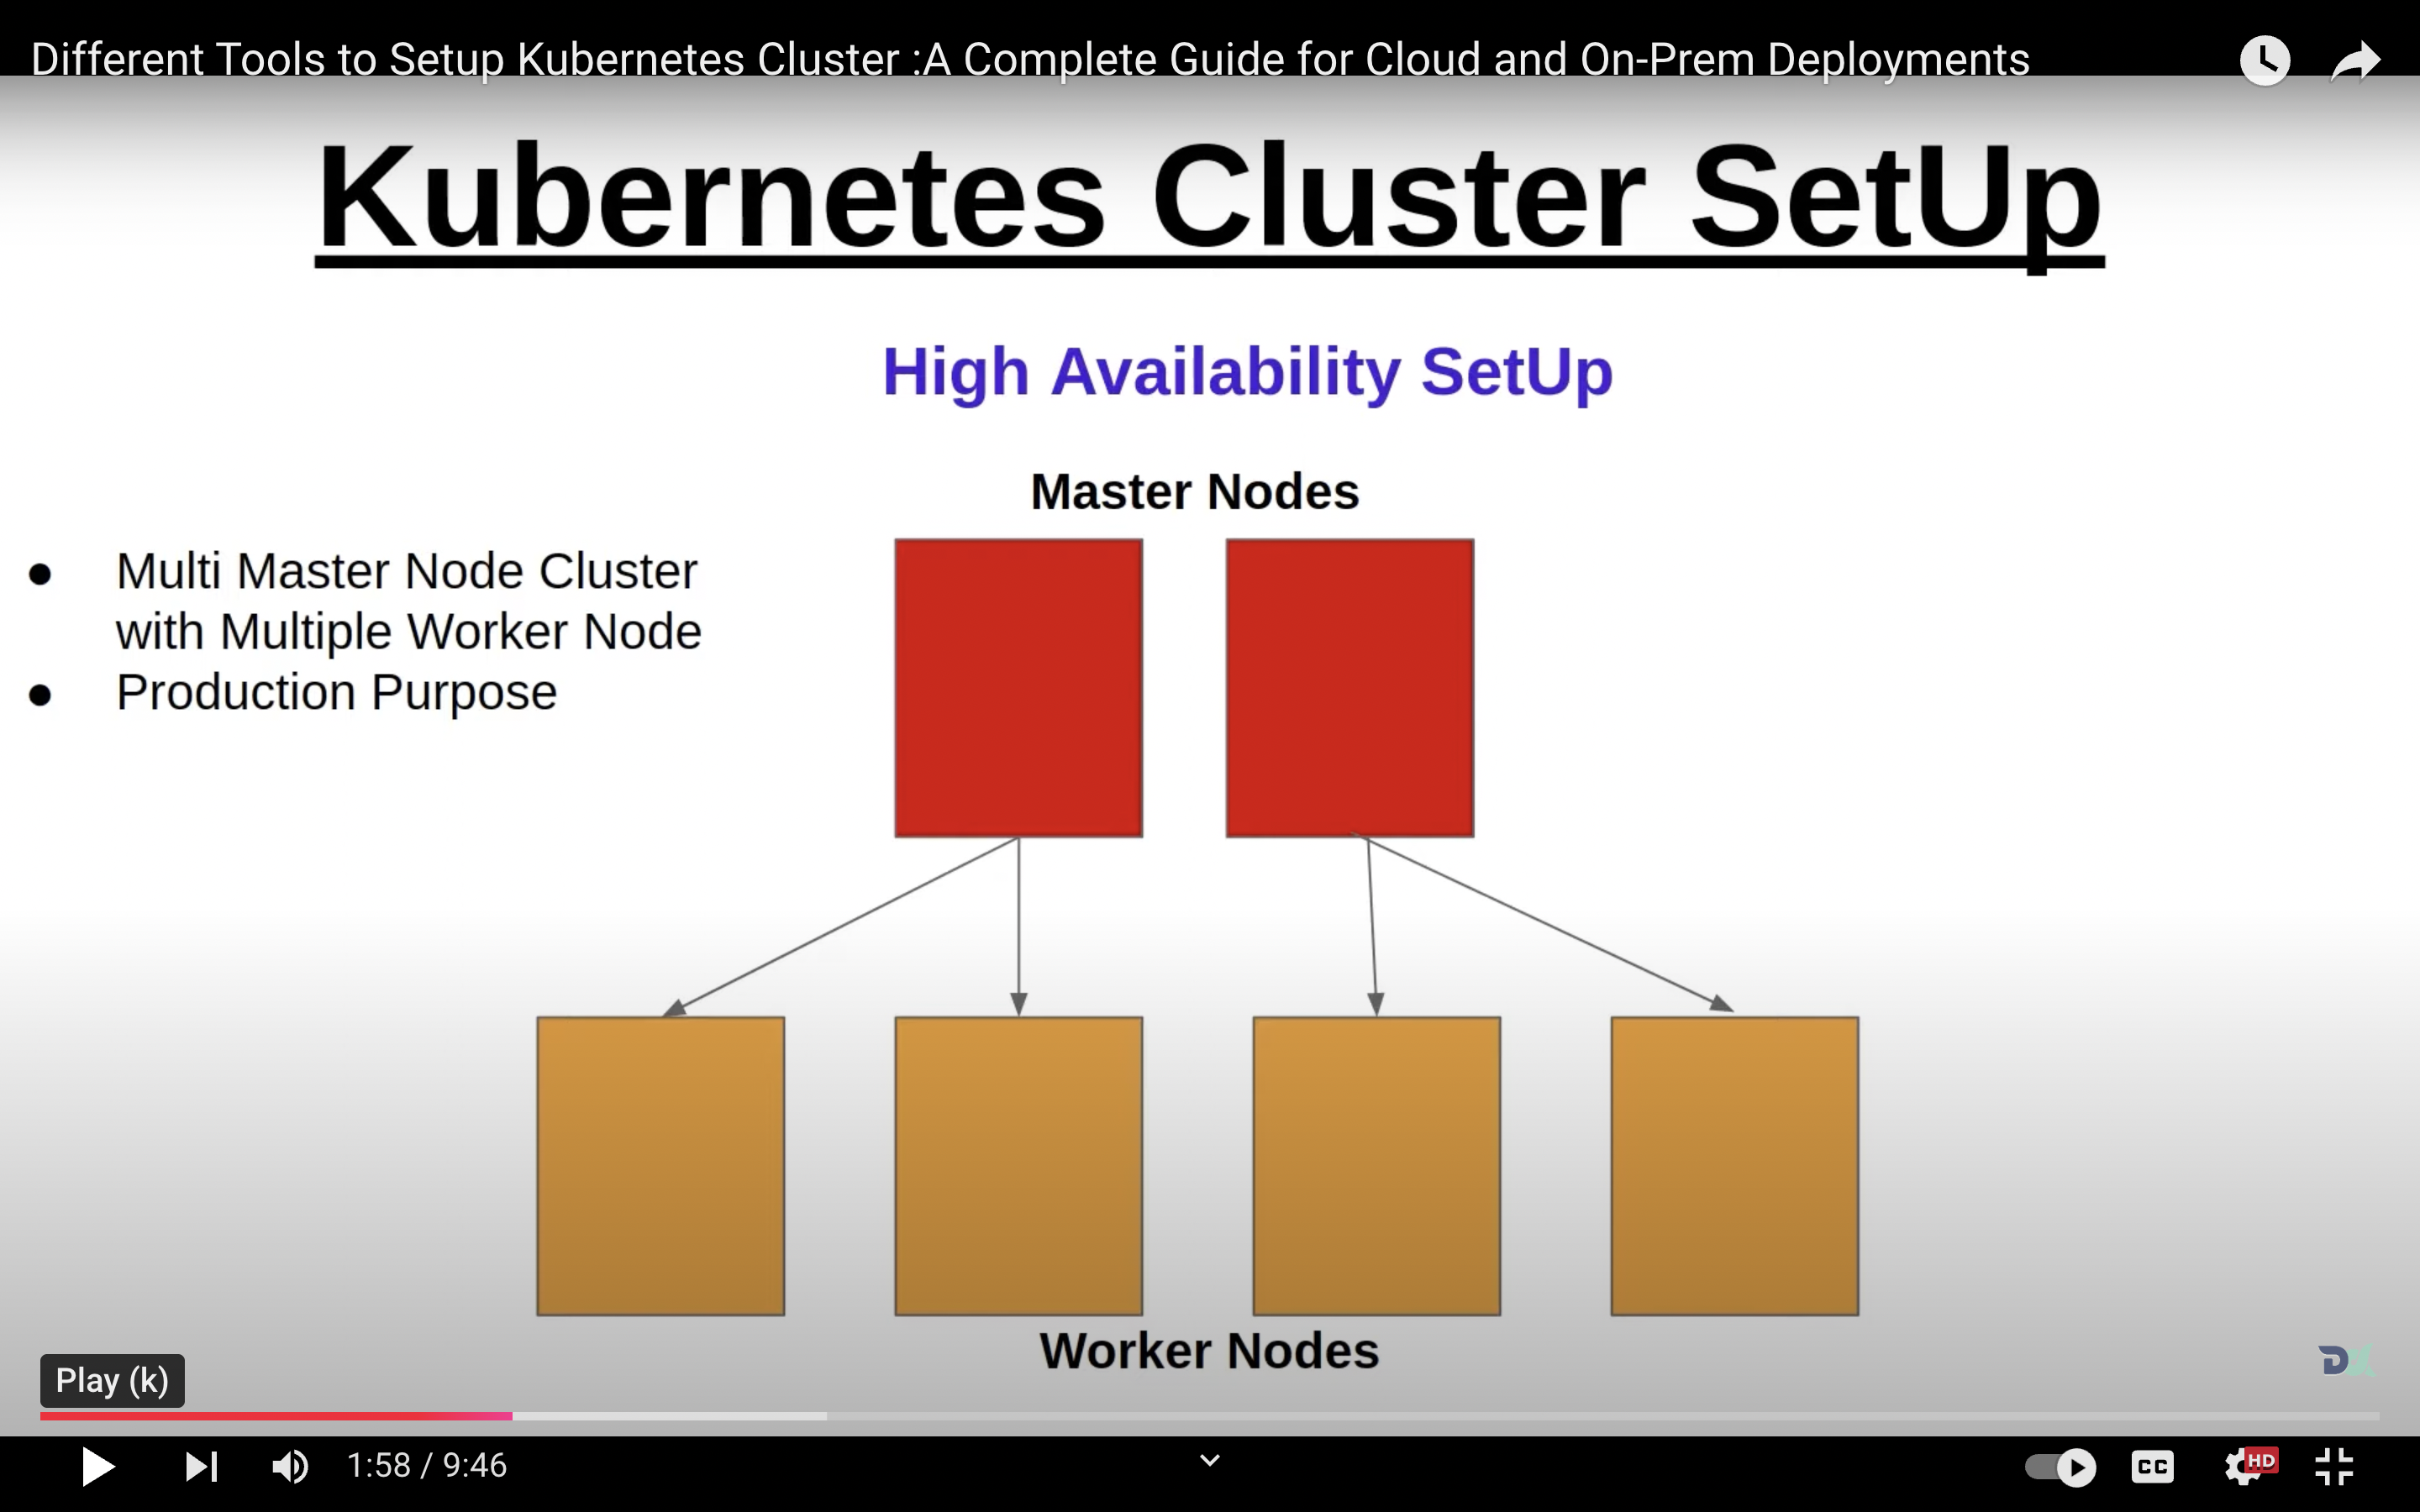 Different Tools to Setup Kubernetes Cluster :A Complete Guide for Cloud and On-Prem Deployments
Kubernetes Cluster SetUp
High Availability SetUp
Master Nodes
● Multi Master Node Cluster
with Multiple Worker Node
● Production Purpose
Worker Nodes
DX
Play (k)
1:58 / 9:46
CC
HD